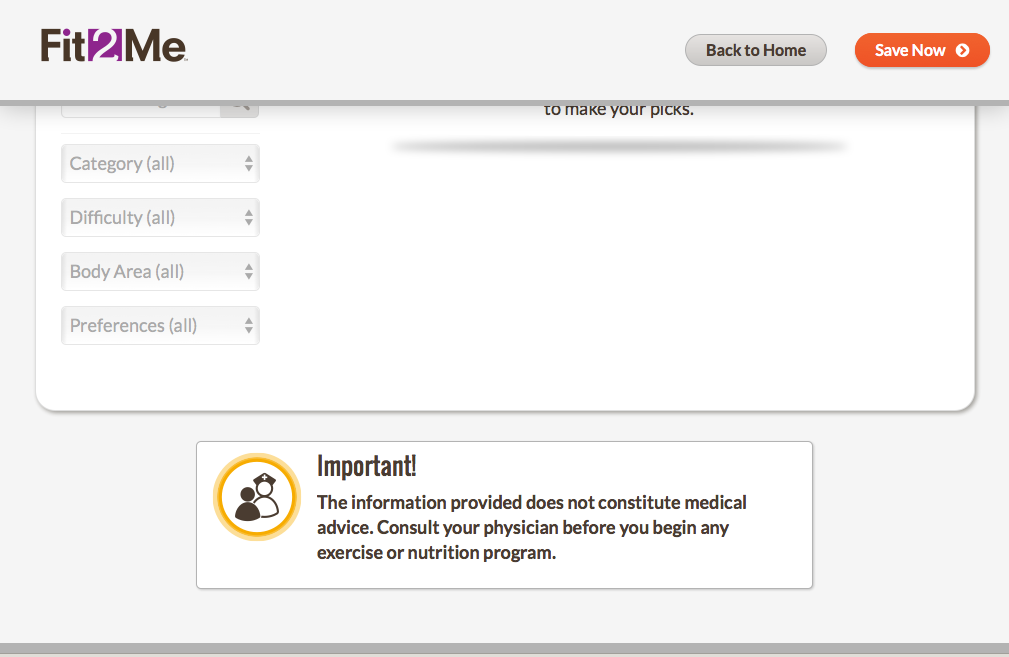 Fit2Me
Back to Home
Save Now
to make your picks.
Category (all)
Difficulty (all)
Body Area (all)
Preferences (all)
Important!
The information provided does not constitute medical
advice. Consult your physician before you begin any
exercise or nutrition program.